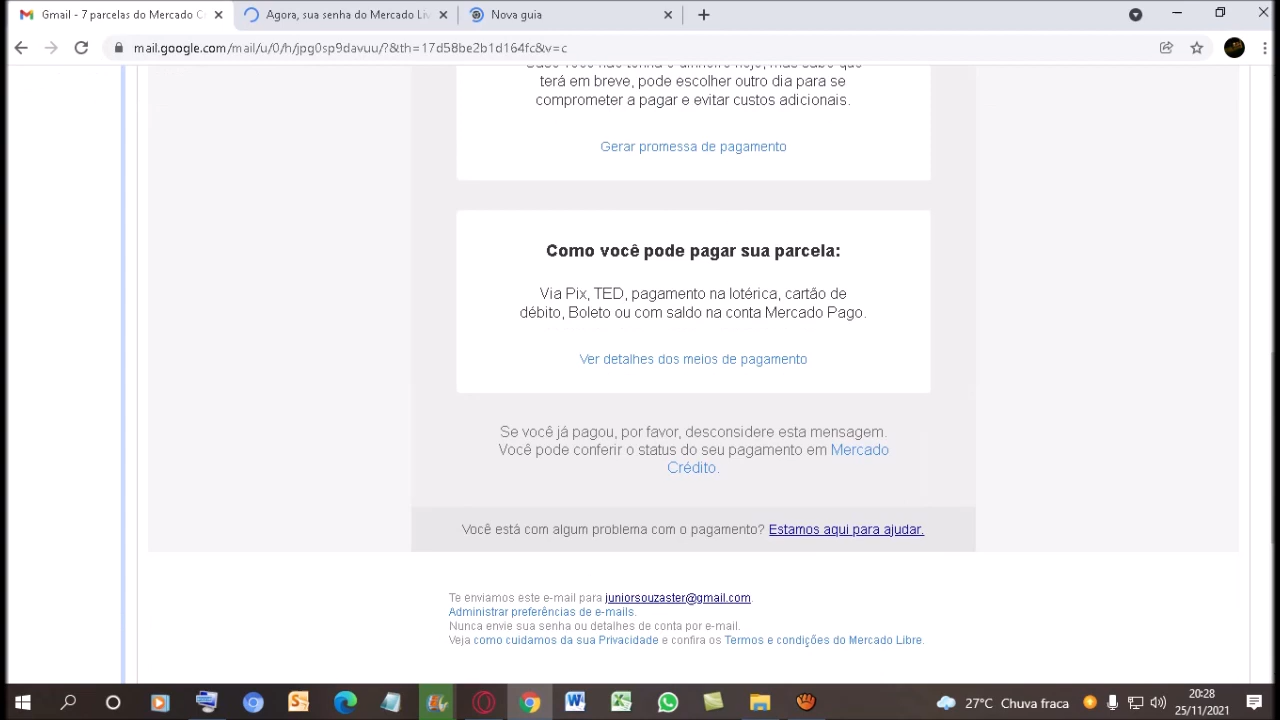 Gmail - 7 parcelas do Mercado C
Agora, sua senha do Mercado Liv
Nova guia
mail.google.com/mail/u/0/h/jpg0sp9davuu/?&th=17d58be2b1d164fc&v=c
terá em breve, pode escolher outro dia para se
comprometer a pagar e evitar custos adicionais.
Gerar promessa de pagamento
Como você pode pagar sua parcela:
Via Pix, TED, pagamento na lotérica, cartão de
débito, Boleto ou com saldo na conta Mercado Pago.
Ver detalhes dos meios de pagamento
Se você já pagou, por favor, desconsidere esta mensagem.
Você pode conferir o status do seu pagamento em Mercado
Crédito.
Você está com algum problema com o pagamento? Estamos aqui para ajudar.
Te enviamos este e-mail para juniorsouzaster@gmail.com.
Administrar preferências de e-mails.
Nunca envie sua senha ou detalhes de conta por e-mail.
Veja como cuidamos da sua Privacidade e confira os Termos e condições do Mercado Libre.
27°C Chuva fraca
20:28
25/11/2021